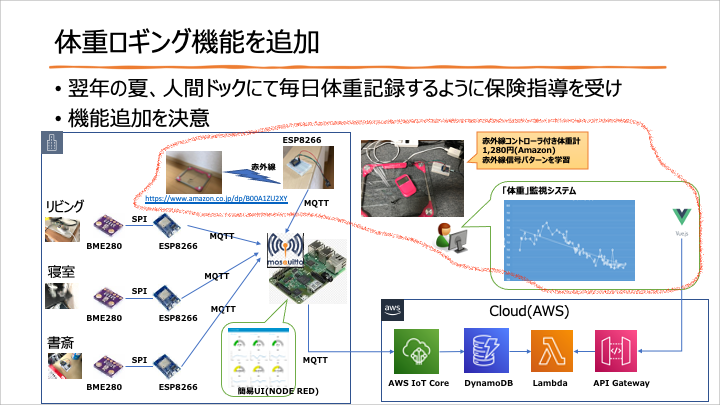 体重ロギング機能を追加
• 翌年の夏、人間ドックにて毎日体重記録するように保険指導を受け
• 機能追加を決意
ESP8266
赤外線
赤外線コントローラ付き体重計
1,280円(Amazon)
赤外線信号パターンを学習
https://www.amazon.co.jp/dp/B00A1ZU2XY
MQTT
「体重」監視システム
リビング
SPI
BME280
ESP8266
MQTT
mosquitto
Vue.js
寝室
SPI
MQTT
BME280
ESP8266
MQTT
書斎
SPI
BME280
ESP8266
簡易UI(NODE RED)
MQTT
aws
Cloud(AWS)
AWS IoT Core
DynamoDB
Lambda
API Gateway